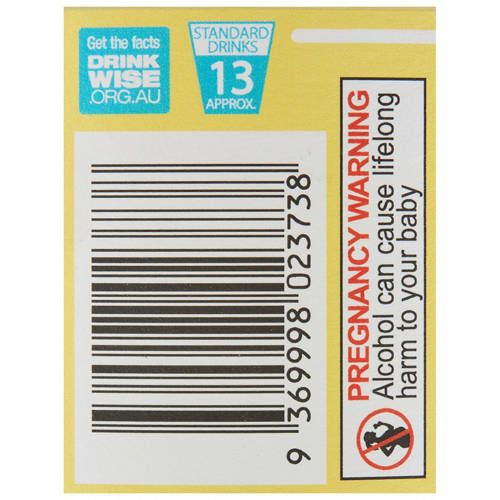 Get the facts
DRINK
WISE
.ORG.AU
STANDARD
DRINKS
13
APPROX.
PREGNANCY WARNING
Alcohol can cause lifelong
harm to your baby
9 369998 023738